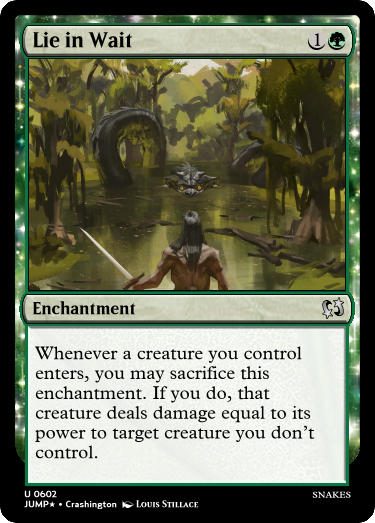 Lie in Wait 1
Enchantment
Whenever a creature you control
enters, you may sacrifice this
enchantment. If you do, that
creature deals damage equal to its
power to target creature you don't
control.
U 0602 SNAKES
JUMP★ • Crashington Louis Stillace